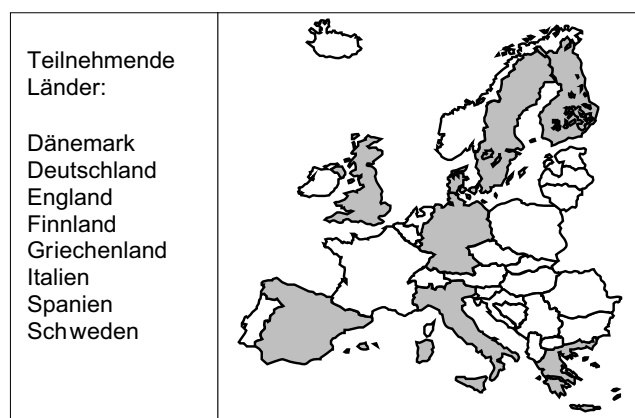 Teilnehmende
Länder:
Dänemark
Deutschland
England
Finnland
Griechenland
Italien
Spanien
Schweden